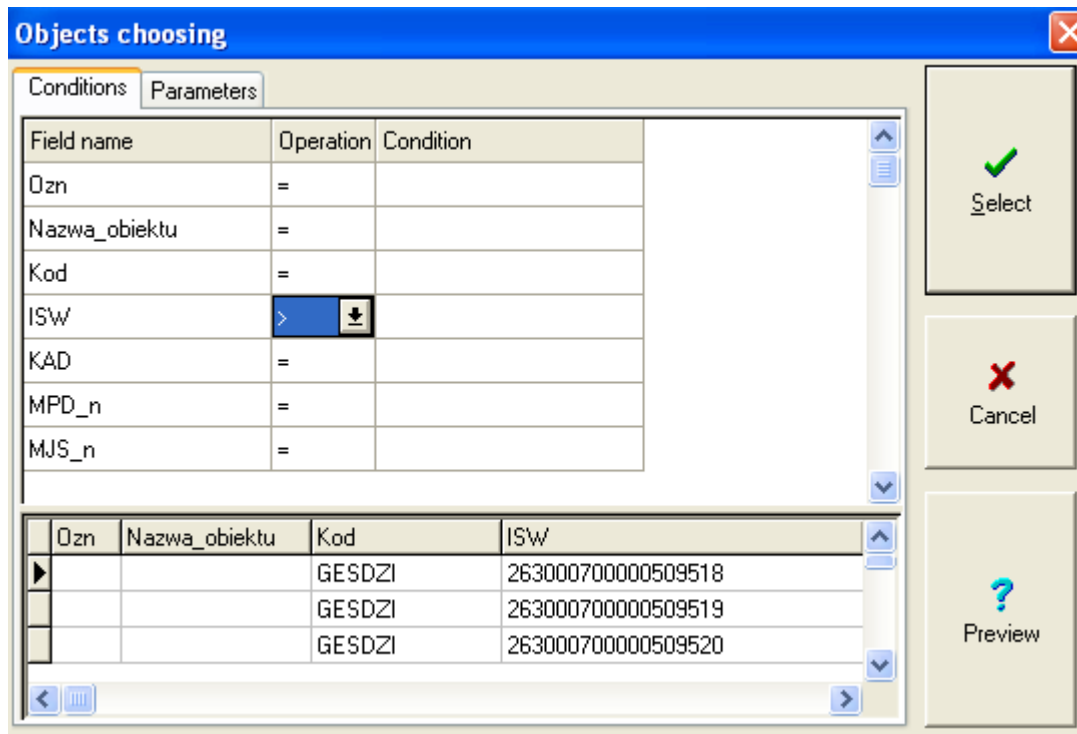 Objects choosing
Conditions Parameters
Field name Operation Condition
Ozn =
Nazwa_obiektu =
Kod =
ISW >
KAD =
MPD_n =
MJS_n =
Select
Cancel
Ozn Nazwa_obiektu Kod ISW
GESDZI 263000700000509518
GESDZI 263000700000509519
GESDZI 263000700000509520
?
Preview